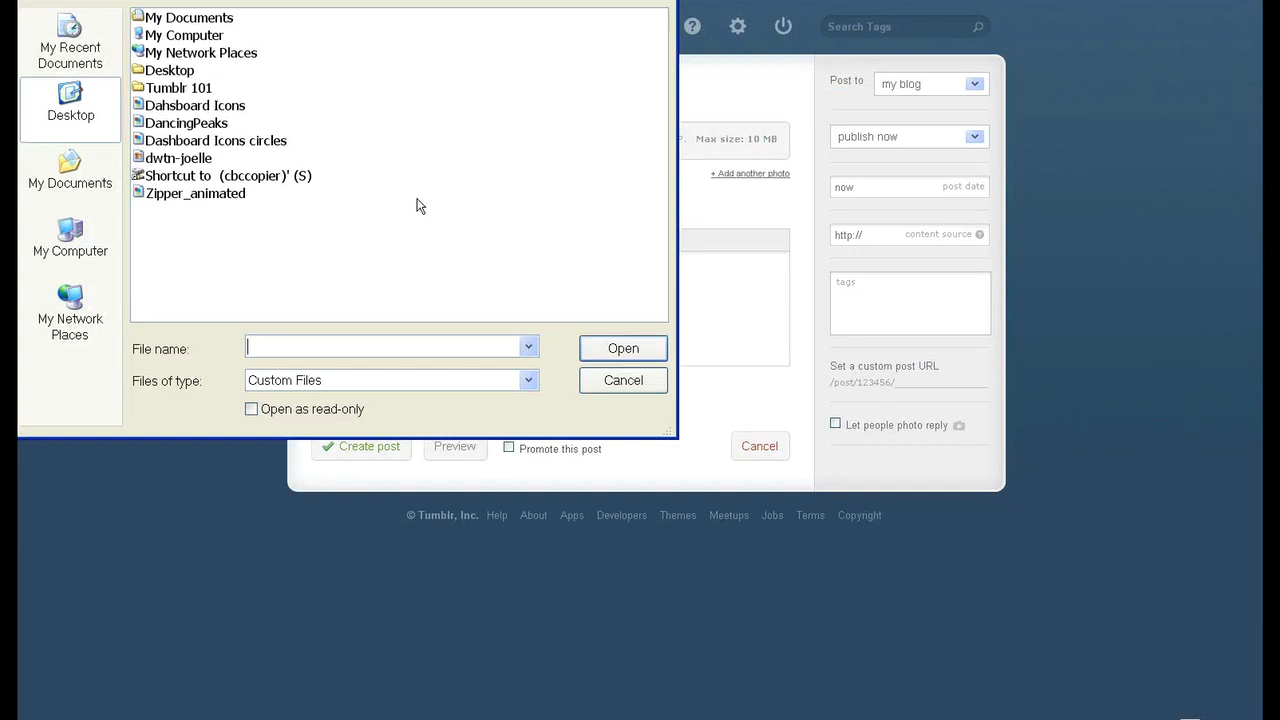 My Recent
Documents
Desktop
My Documents
My Computer
My Network
Places
My Documents
My Computer
My Network Places
Desktop
Tumblr 101
Dahsboard Icons
DancingPeaks
Dashboard Icons circles
dwtn-joelle
Shortcut to (cbccopier)' (S)
Zipper_animated
File name:
Open
Files of type:
Custom Files
Cancel
Open as read-only
Search Tags
Max size: 10 MB
+ Add another photo
Post to
my blog
publish now
now
post date
http://
content source
tags
Set a custom post URL
/post/123456/
Let people photo reply
Create post
Preview
Promote this post
Cancel
© Tumblr, Inc. Help About Apps Developers Themes Meetups Jobs Terms Copyright